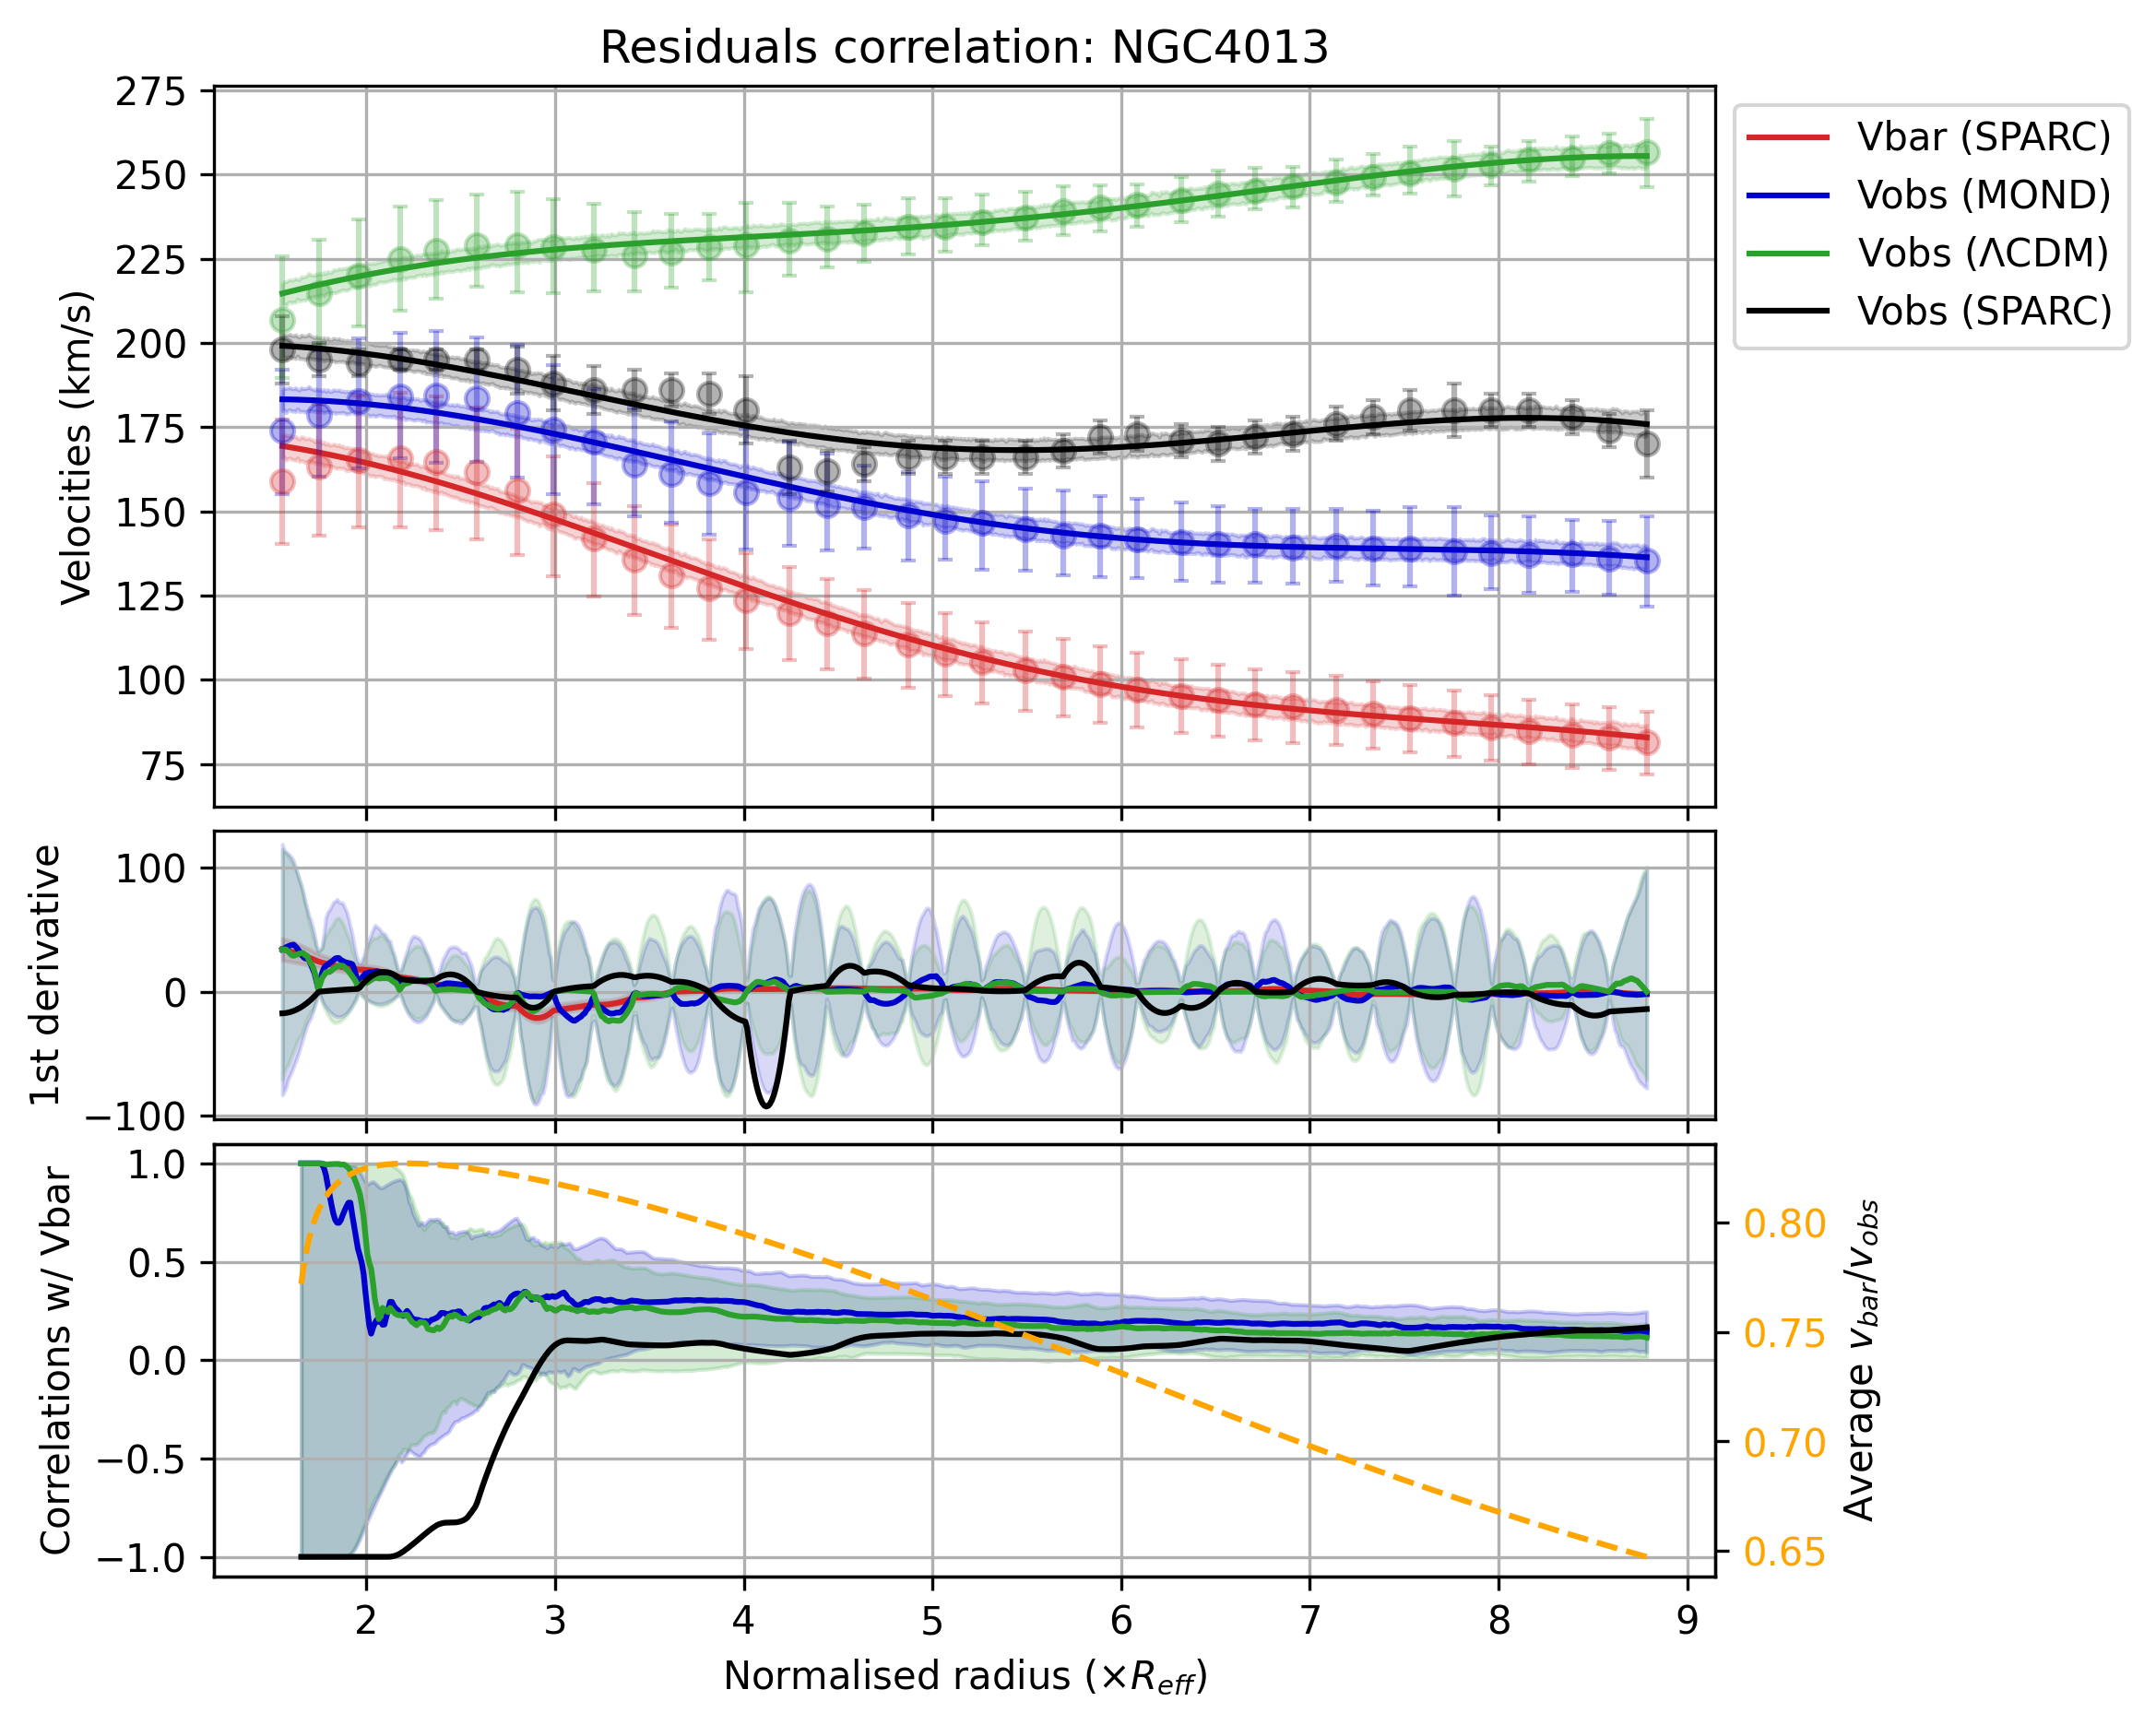 Residuals correlation: NGC4013
275
250
225
200
175
150
125
100
75
Velocities (km/s)
Vbar (SPARC)
Vobs (MOND)
Vobs (ΛCDM)
Vobs (SPARC)
100
0
−100
1st derivative
1.0
0.5
0.0
−0.5
−1.0
Correlations w/ Vbar
0.80
0.75
0.70
0.65
Average v_bar/v_obs
2 3 4 5 6 7 8 9
Normalised radius (×R_eff)